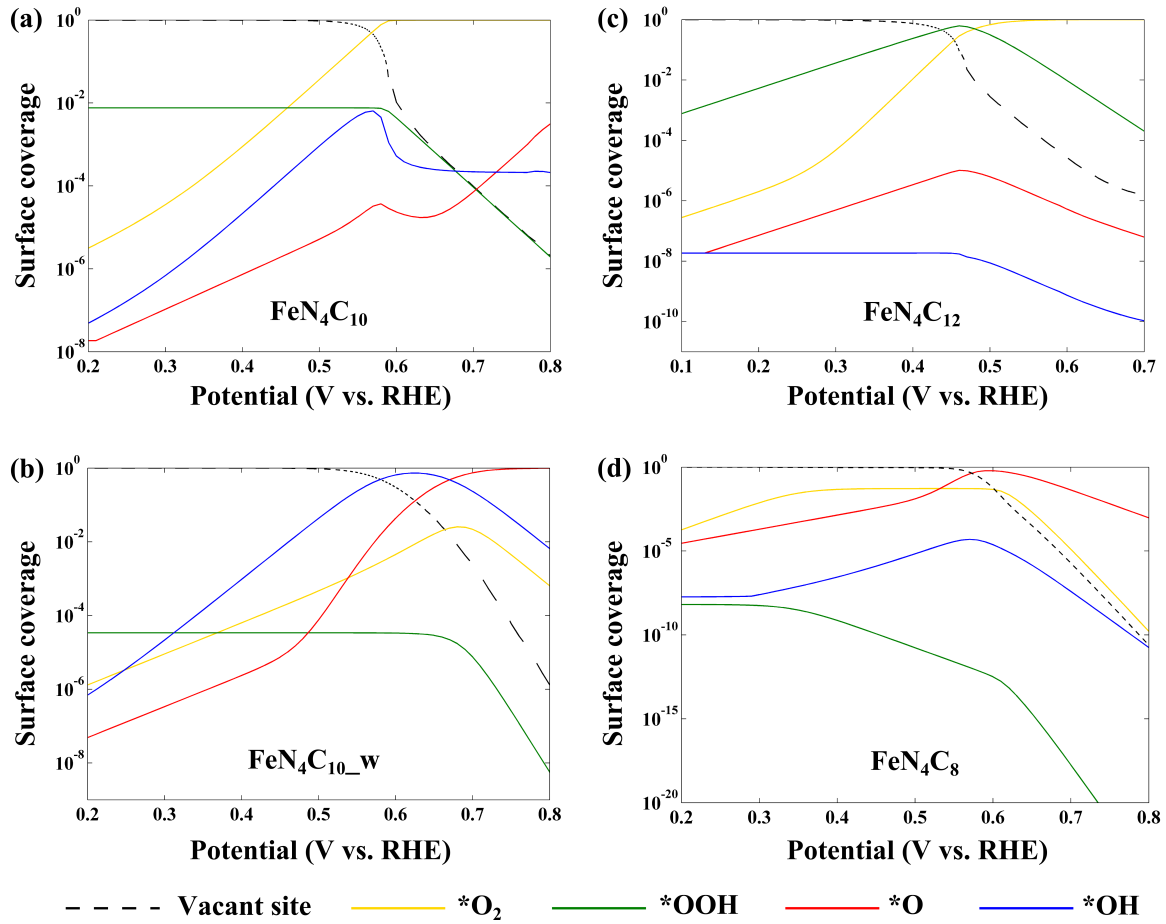 (a)
Surface coverage
10^0
10^-2
10^-4
10^-6
10^-8
FeN₄C₁₀
0.2 0.3 0.4 0.5 0.6 0.7 0.8
Potential (V vs. RHE)
(c)
Surface coverage
10^0
10^-2
10^-4
10^-6
10^-8
10^-10
FeN₄C₁₂
0.1 0.2 0.3 0.4 0.5 0.6 0.7
Potential (V vs. RHE)
(b)
Surface coverage
10^0
10^-2
10^-4
10^-6
10^-8
FeN₄C₁₀_w
0.2 0.3 0.4 0.5 0.6 0.7 0.8
Potential (V vs. RHE)
(d)
Surface coverage
10^0
10^-5
10^-10
10^-15
10^-20
FeN₄C₈
0.2 0.3 0.4 0.5 0.6 0.7 0.8
Potential (V vs. RHE)
Vacant site *O₂ *OOH *O *OH